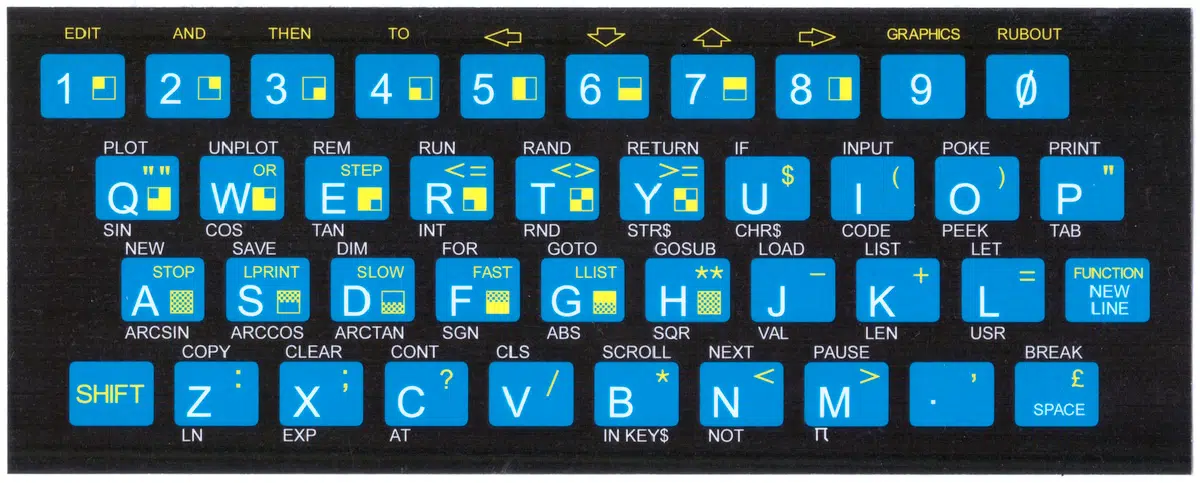 EDIT AND THEN TO GRAPHICS RUBOUT
1 2 3 4 5 6 7 8 9 0
PLOT UNPLOT REM RUN RAND RETURN IF INPUT POKE PRINT
"" OR STEP <= <> >= $ ( ) "
Q W E R T Y U I O P
SIN COS TAN INT RND STR$ CHR$ CODE PEEK TAB
NEW SAVE DIM FOR GOTO GOSUB LOAD LIST LET
STOP LPRINT SLOW FAST LLIST ** − + = FUNCTION
A S D F G H J K L NEW
LINE
ARCSIN ARCCOS ARCTAN SGN ABS SQR VAL LEN USR
COPY CLEAR CONT CLS SCROLL NEXT PAUSE BREAK
: ; ? / * < > , £
SHIFT Z X C V B N M . SPACE
LN EXP AT IN KEY$ NOT π